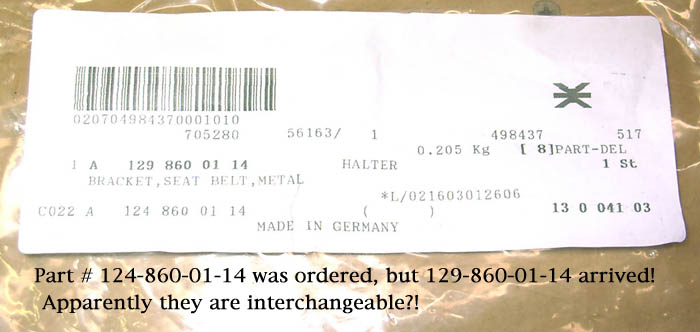 020704984370001010
705280 56163/ 1 498437 517
0.205 Kg [ 8]PART-DEL
1 A 129 860 01 14 HALTER 1 St
BRACKET,SEAT BELT,METAL
*L/021603012606
C022 A 124 860 01 14 ( ) 13 0 041 03
MADE IN GERMANY
Part # 124-860-01-14 was ordered, but 129-860-01-14 arrived!
Apparently they are interchangeable?!